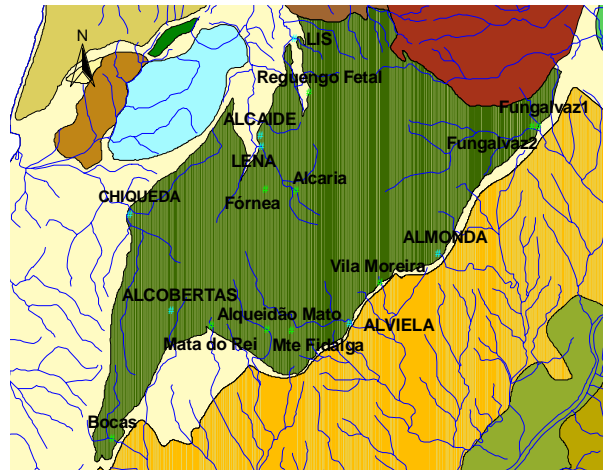 N
LIS
Reguengo Fetal
Fungalvaz1
ALCAIDE
Fungalvaz2
LENA
Alcaria
CHIQUEDA
Fórnea
ALMONDA
Vila Moreira
ALCOBERTAS
Alqueidão Mato
ALVIELA
Mata do Rei
Mte Fidalga
Bocas